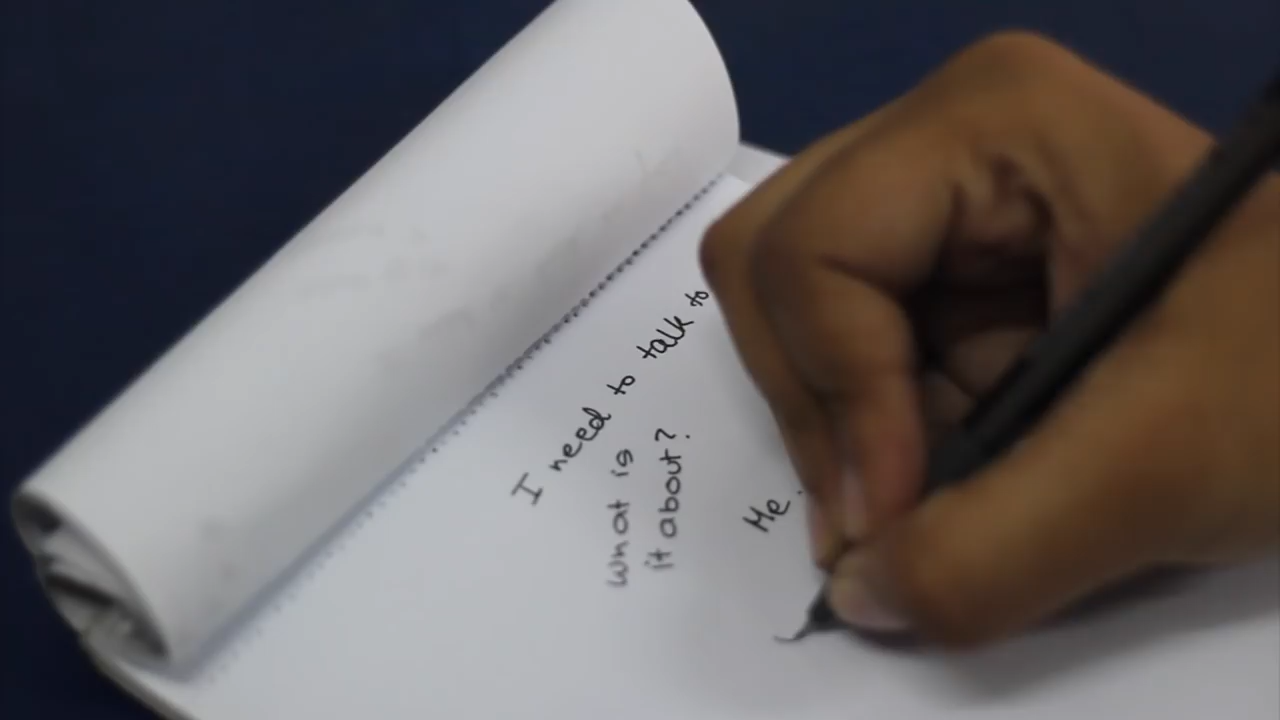 I need to talk to
What is
it about?
Me.